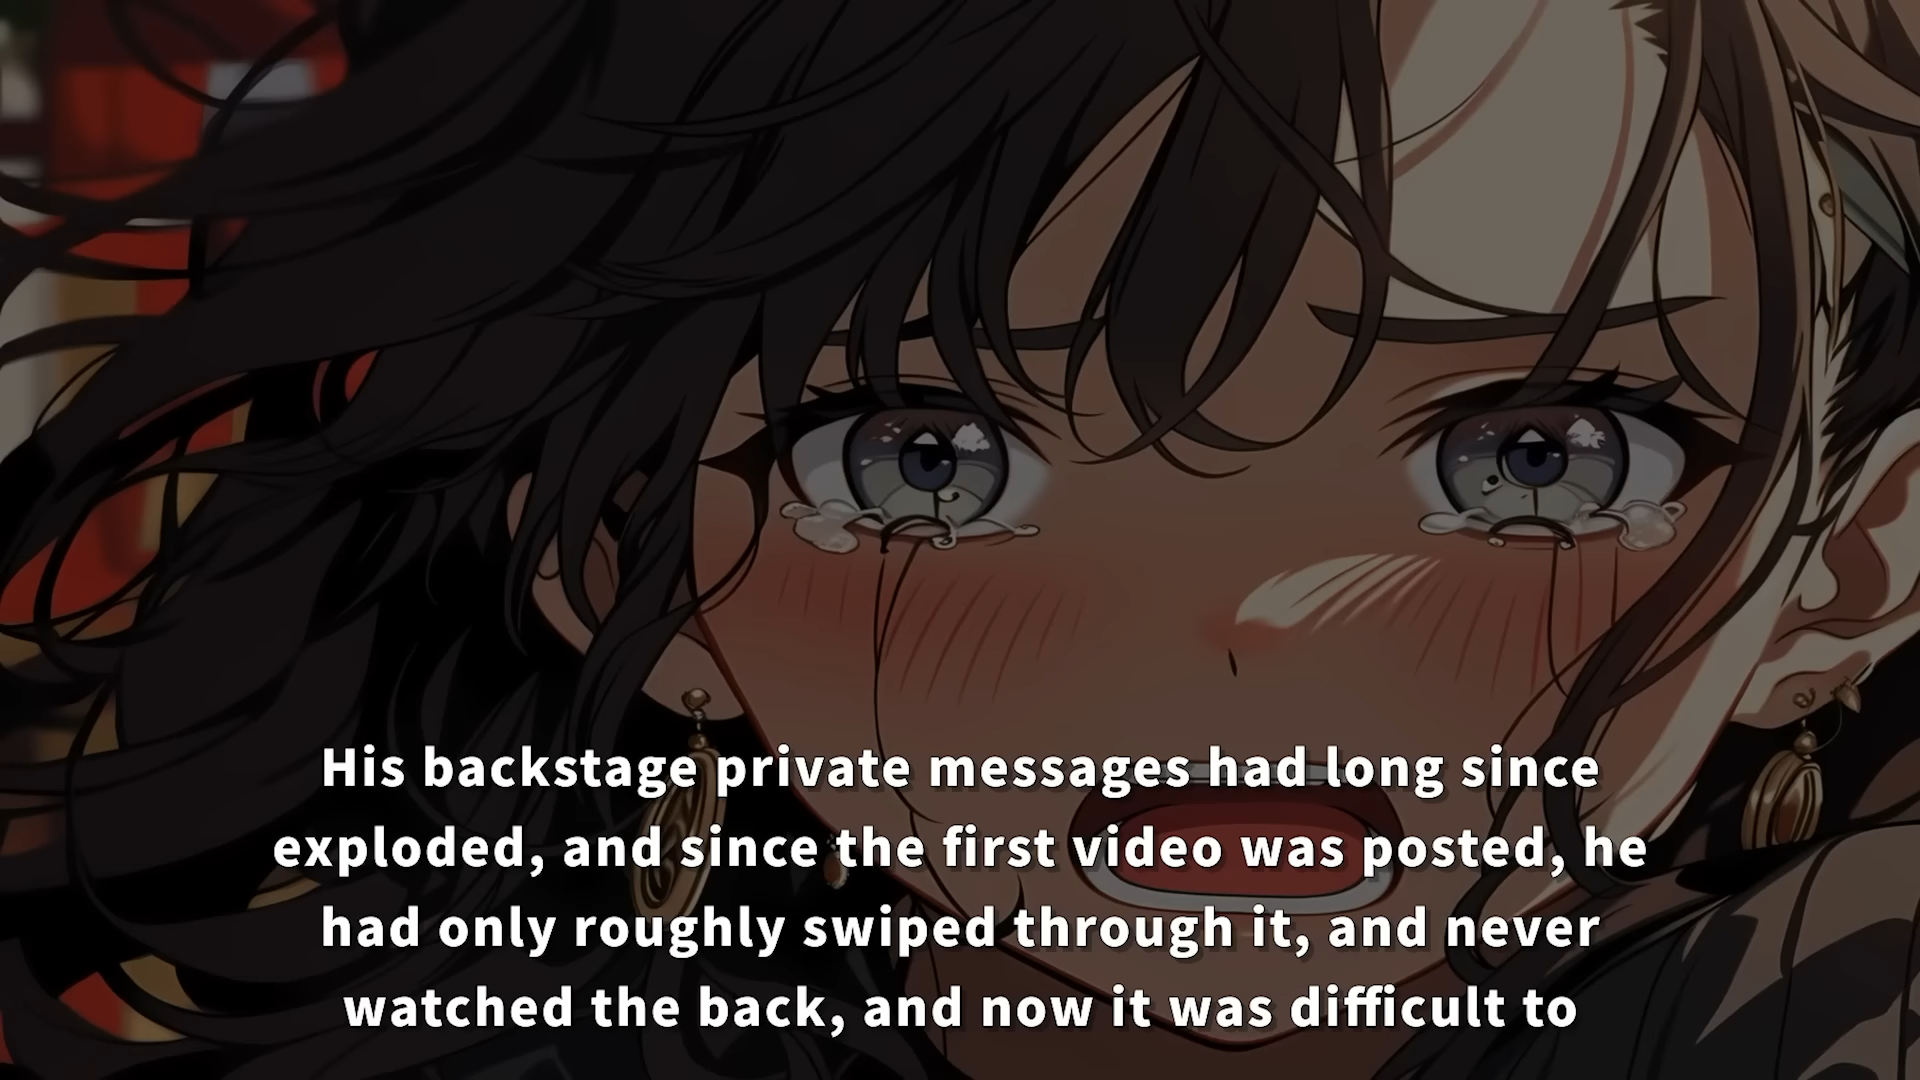 His backstage private messages had long since
exploded, and since the first video was posted, he
had only roughly swiped through it, and never
watched the back, and now it was difficult to